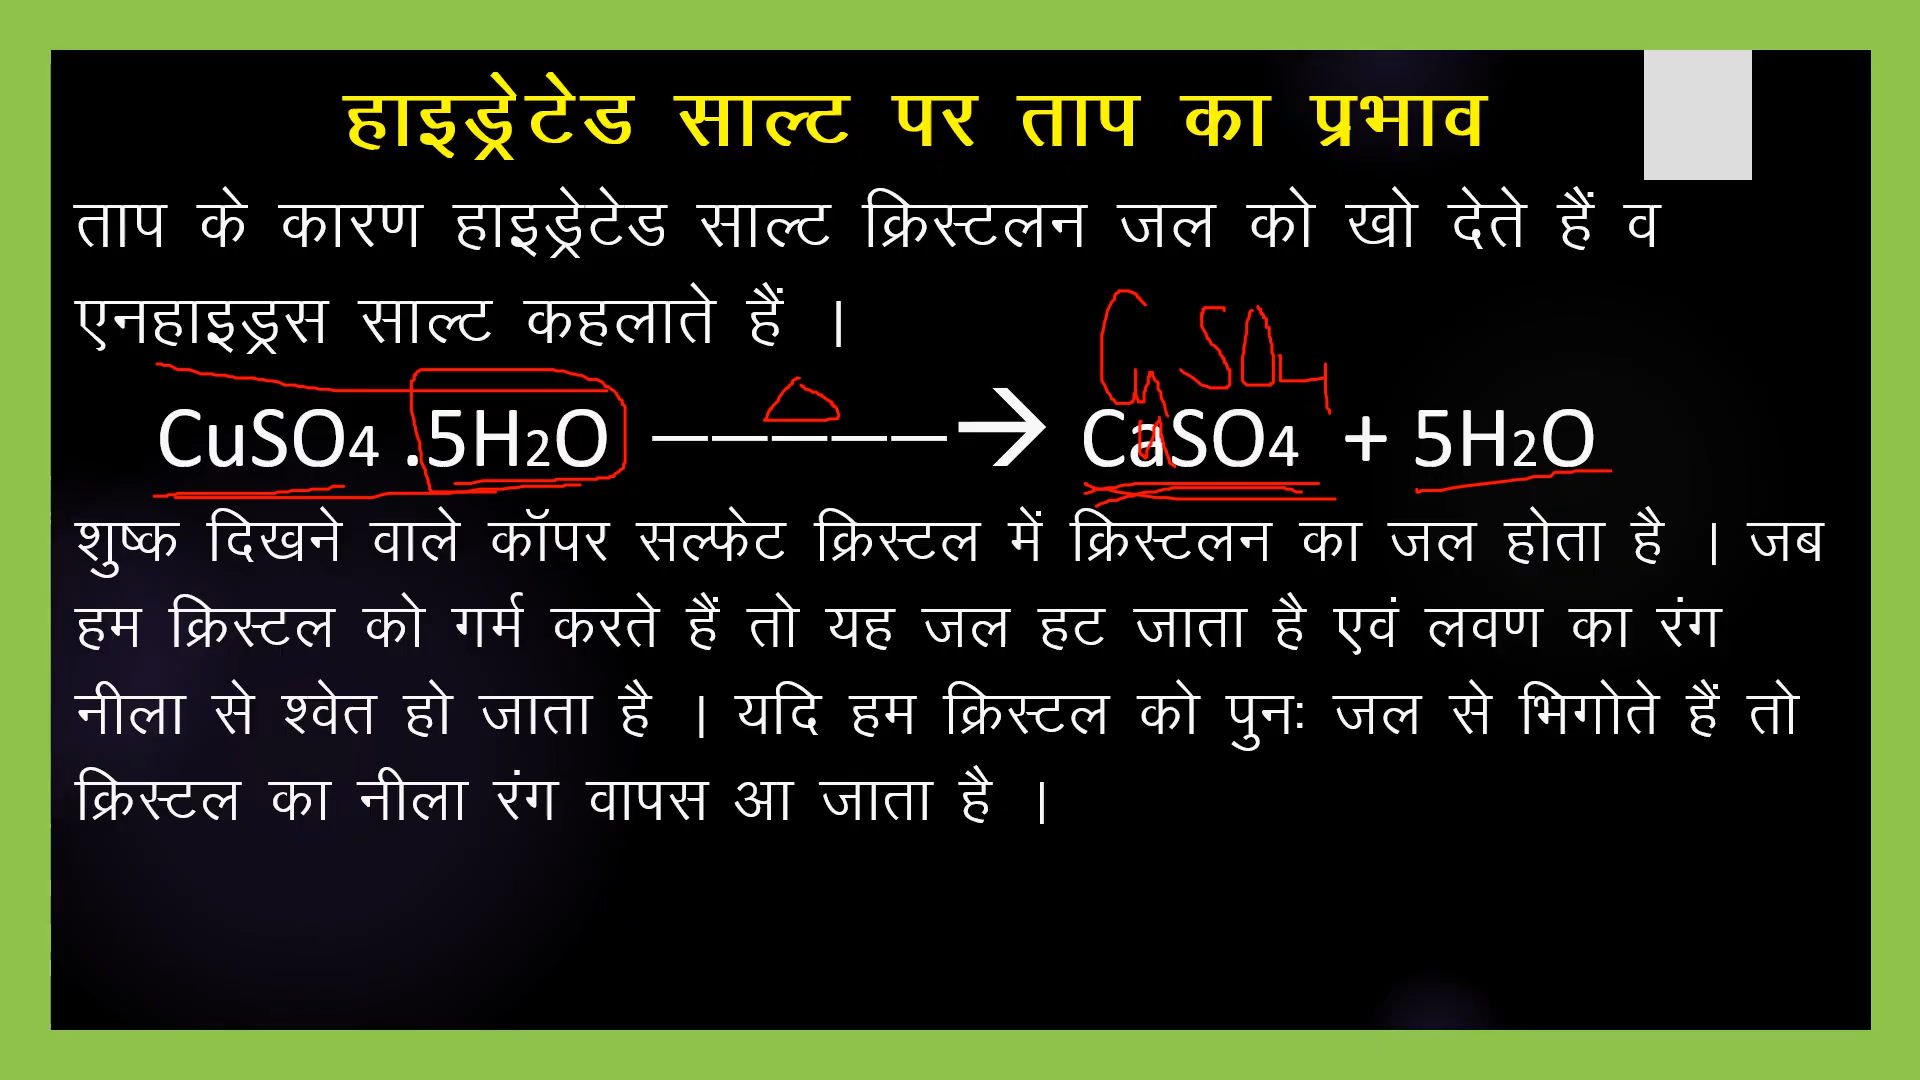 हाइड्रेटेड साल्ट पर ताप का प्रभाव
ताप के कारण हाइड्रेटेड साल्ट क्रिस्टलन जल को खो देते हैं व
एनहाइड्रस साल्ट कहलाते हैं ।
CuSO4
CuSO4 .5H2O —————→ CaSO4 + 5H2O
शुष्क दिखने वाले कॉपर सल्फेट क्रिस्टल में क्रिस्टलन का जल होता है । जब
हम क्रिस्टल को गर्म करते हैं तो यह जल हट जाता है एवं लवण का रंग
नीला से श्वेत हो जाता है । यदि हम क्रिस्टल को पुनः जल से भिगोते हैं तो
क्रिस्टल का नीला रंग वापस आ जाता है ।